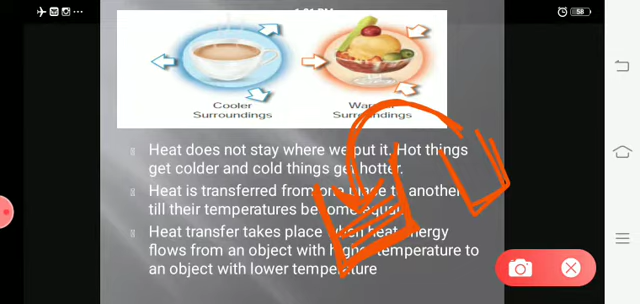 58
Cooler
Surroundings
Surroundings
Heat does not stay where we put it. Hot things
get colder and cold things get hotter.
Heat is transferred from one place to another
till their temperatures become equal.
Heat transfer takes place when heat energy
flows from an object with higher temperature to
an object with lower temperature